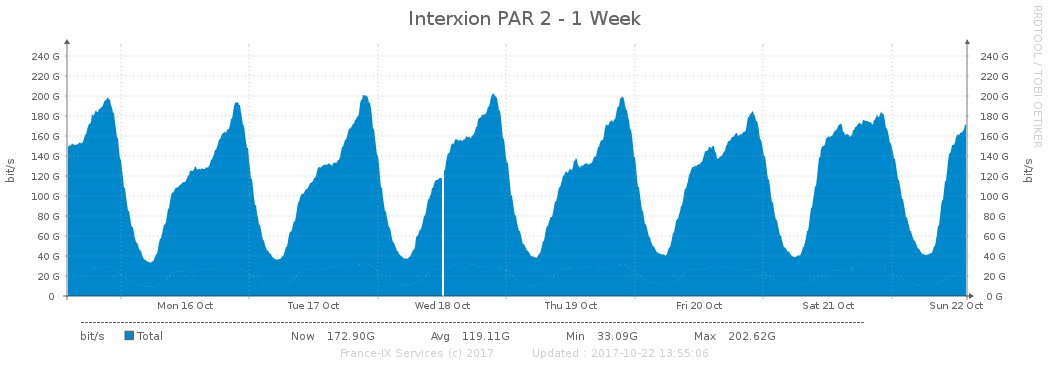 Interxion PAR 2 - 1 Week
RRDTOOL / TOBI OETIKER
bit/s
240 G
220 G
200 G
180 G
160 G
140 G
120 G
100 G
80 G
60 G
40 G
20 G
0
240 G
220 G
200 G
180 G
160 G
140 G
120 G
100 G
80 G
60 G
40 G
20 G
0 G
bit/s
Mon 16 Oct Tue 17 Oct Wed 18 Oct Thu 19 Oct Fri 20 Oct Sat 21 Oct Sun 22 Oct
bit/s Total Now 172.90G Avg 119.11G Min 33.09G Max 202.62G
France-IX Services (c) 2017 Updated : 2017-10-22 13:55:06